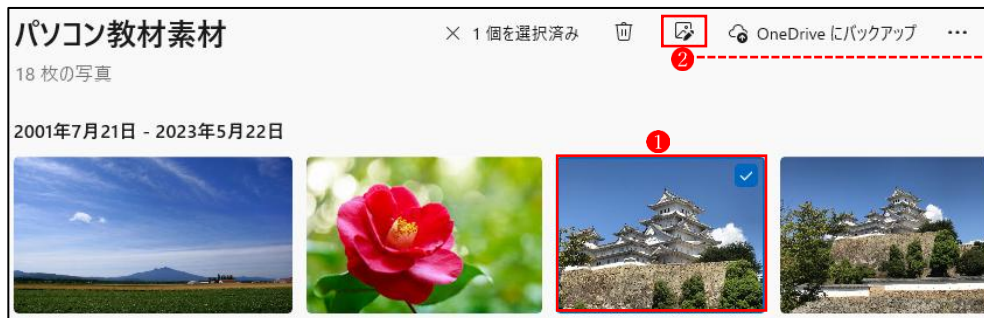 パソコン教材素材
× 1 個を選択済み
OneDrive にバックアップ
…
2
18 枚の写真
2001年7月21日 - 2023年5月22日
1